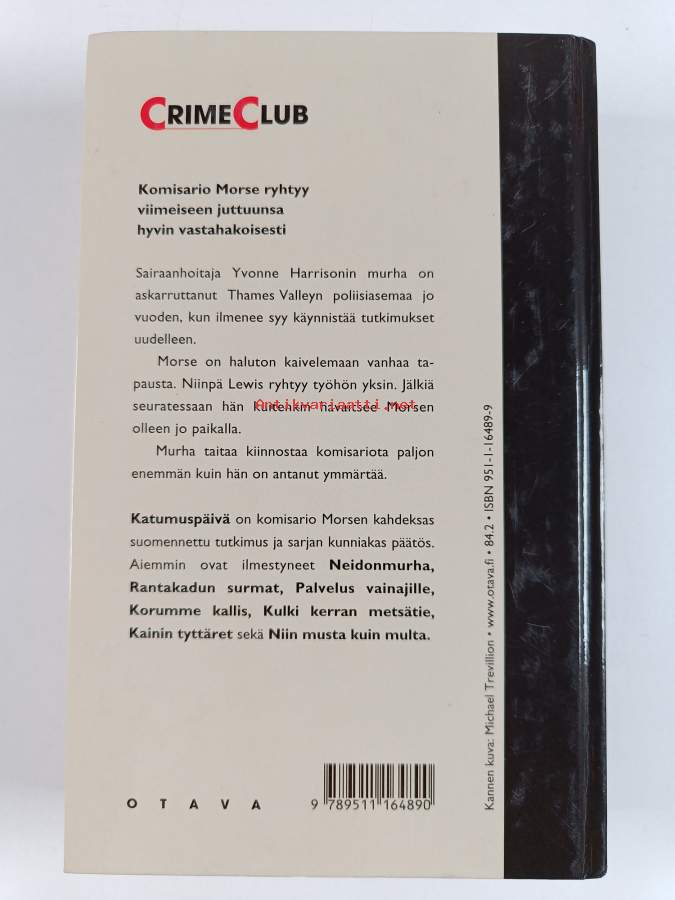 CRIMECLUB
Komisario Morse ryhtyy
viimeiseen juttuunsa
hyvin vastahakoisesti
Sairaanhoitaja Yvonne Harrisonin murha on
askarruttanut Thames Valleyn poliisiasemaa jo
vuoden, kun ilmenee syy käynnistää tutkimukset
uudelleen.
Morse on haluton kaivelemaan vanhaa ta-
pausta. Niinpä Lewis ryhtyy työhön yksin. Jälkiä
Antikvariaatti.net
seuratessaan hän kuitenkin havaitsee Morsen
olleen jo paikalla.
Murha taitaa kiinnostaa komisariota paljon
enemmän kuin hän on antanut ymmärtää.
Katumuspäivä on komisario Morsen kahdeksas
suomennettu tutkimus ja sarjan kunniakas päätös.
Aiemmin ovat ilmestyneet Neidonmurha,
Rantakadun surmat, Palvelus vainajille,
Korumme kallis, Kulki kerran metsätie,
Kainin tyttäret sekä Niin musta kuin multa.
OTAVA
9 789511 164890
Kannen kuva: Michael Trevillion • www.otava.fi • 84.2 • ISBN 951-1-16489-9